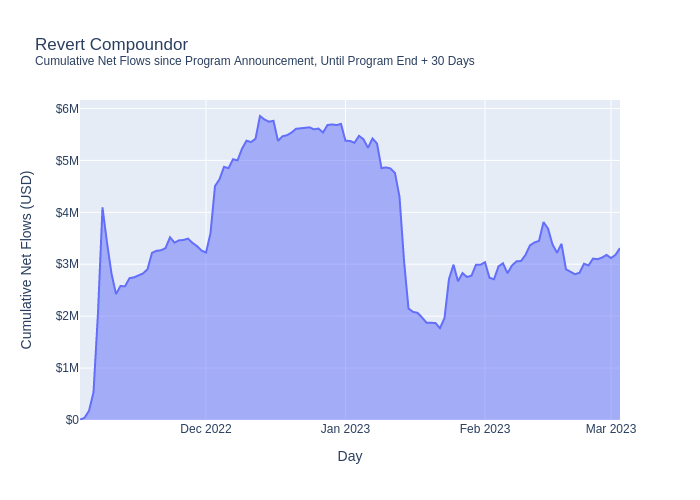 Revert Compoundor
Cumulative Net Flows since Program Announcement, Until Program End + 30 Days
Cumulative Net Flows (USD)
$6M
$5M
$4M
$3M
$2M
$1M
$0
Dec 2022
Jan 2023
Feb 2023
Mar 2023
Day